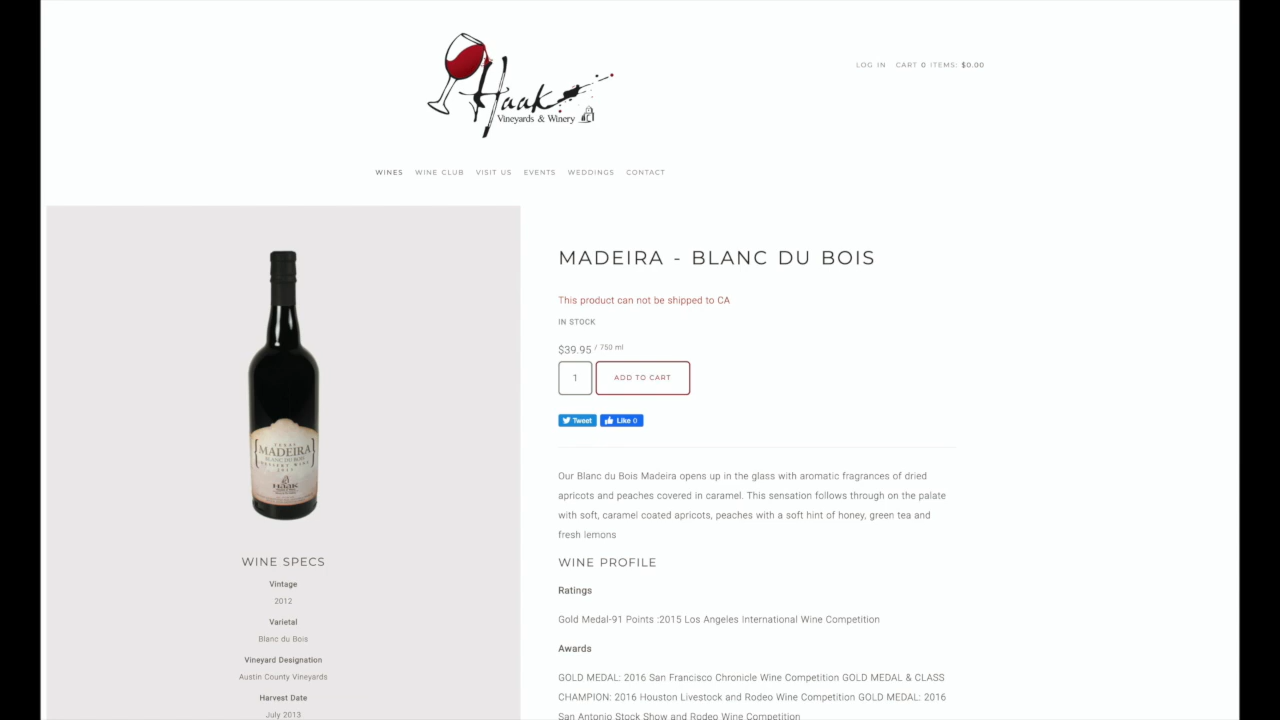 Haak
Vineyards & Winery
LOG IN CART 0 ITEMS: $0.00
WINES WINE CLUB VISIT US EVENTS WEDDINGS CONTACT
TEXAS
MADEIRA
BLANC DU BOIS
DESSERT WINE
HAAK
WINE SPECS
Vintage
2012
Varietal
Blanc du Bois
Vineyard Designation
Austin County Vineyards
Harvest Date
July 2013
MADEIRA - BLANC DU BOIS
This product can not be shipped to CA
IN STOCK
$39.95 / 750 ml
1 ADD TO CART
Tweet Like 0
Our Blanc du Bois Madeira opens up in the glass with aromatic fragrances of dried
apricots and peaches covered in caramel. This sensation follows through on the palate
with soft, caramel coated apricots, peaches with a soft hint of honey, green tea and
fresh lemons
WINE PROFILE
Ratings
Gold Medal-91 Points :2015 Los Angeles International Wine Competition
Awards
GOLD MEDAL: 2016 San Francisco Chronicle Wine Competition GOLD MEDAL & CLASS
CHAMPION: 2016 Houston Livestock and Rodeo Wine Competition GOLD MEDAL: 2016
San Antonio Stock Show and Rodeo Wine Competition